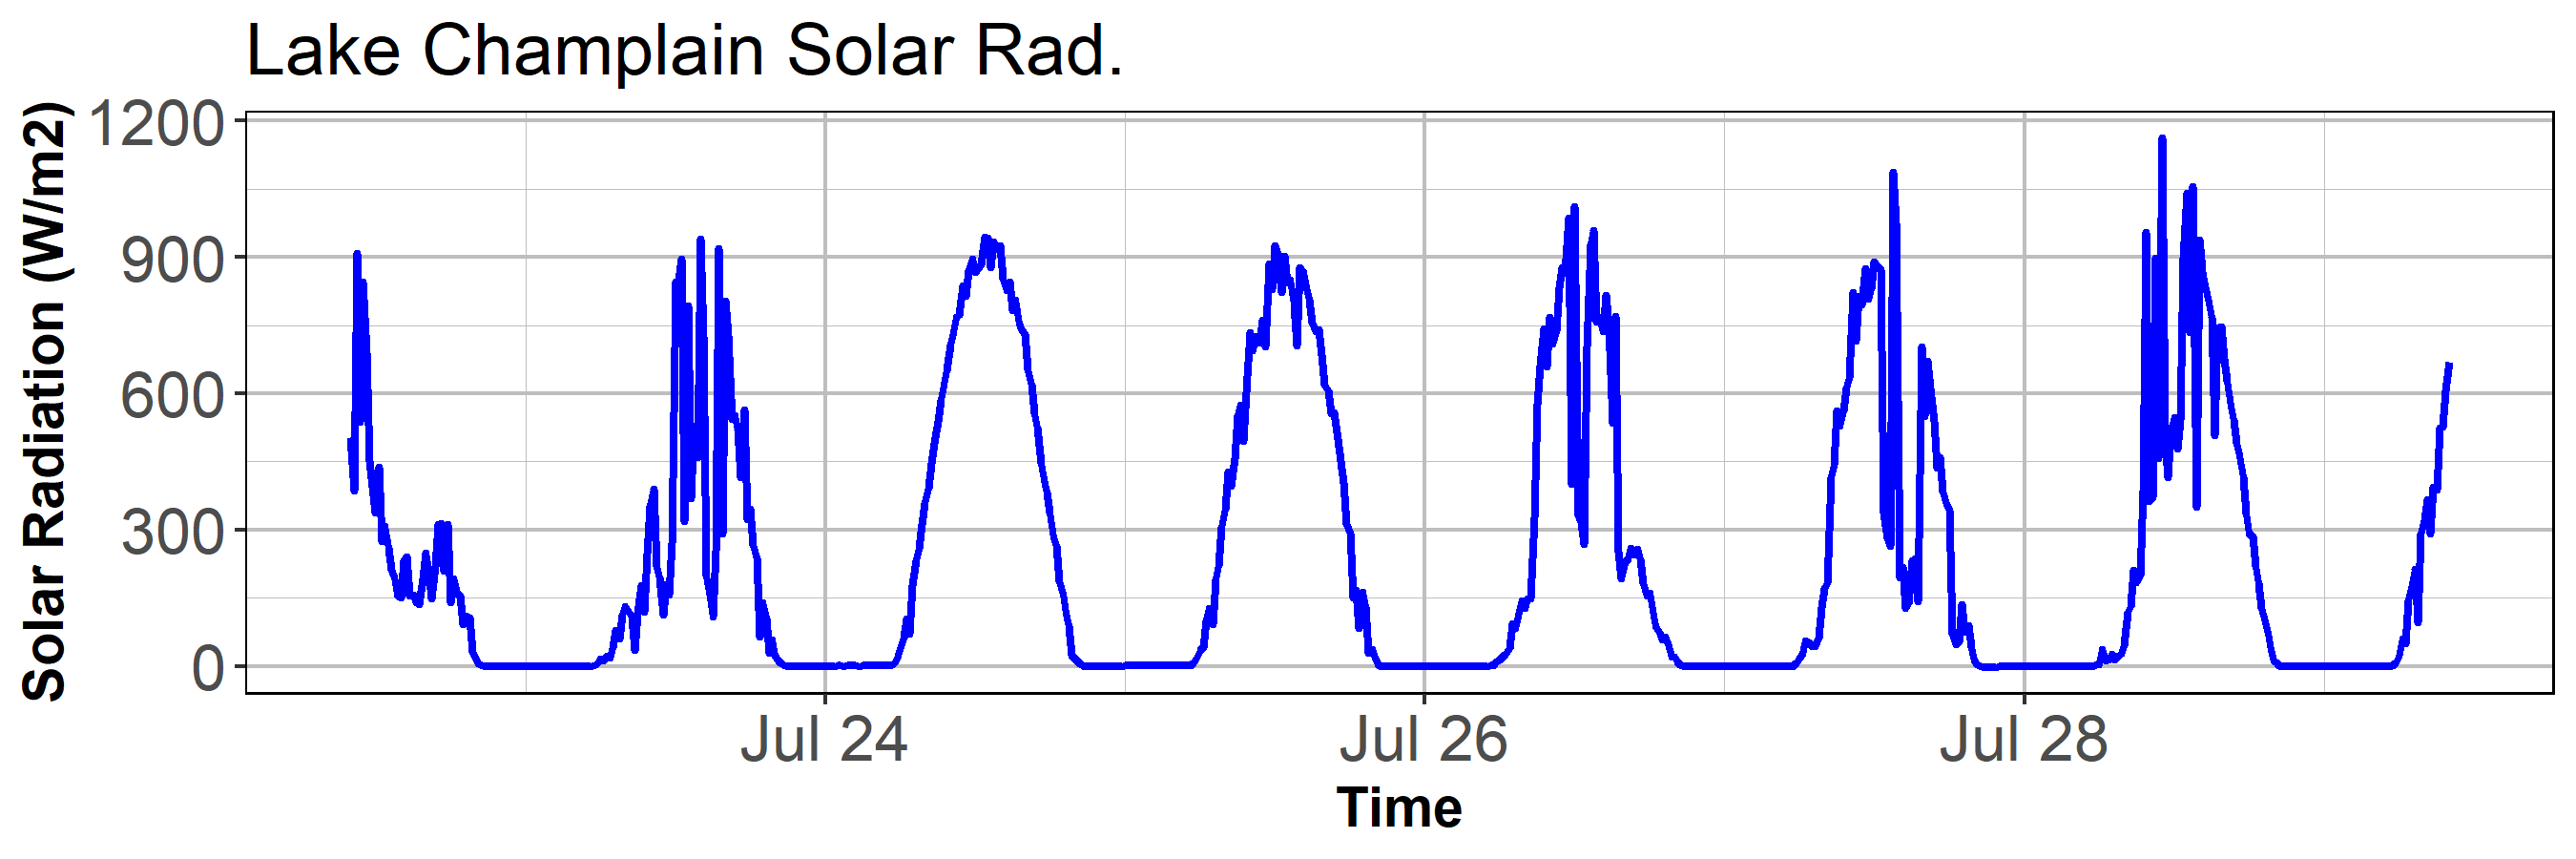 Lake Champlain Solar Rad.
Solar Radiation (W/m2)
1200
900
600
300
0
Jul 24
Jul 26
Jul 28
Time